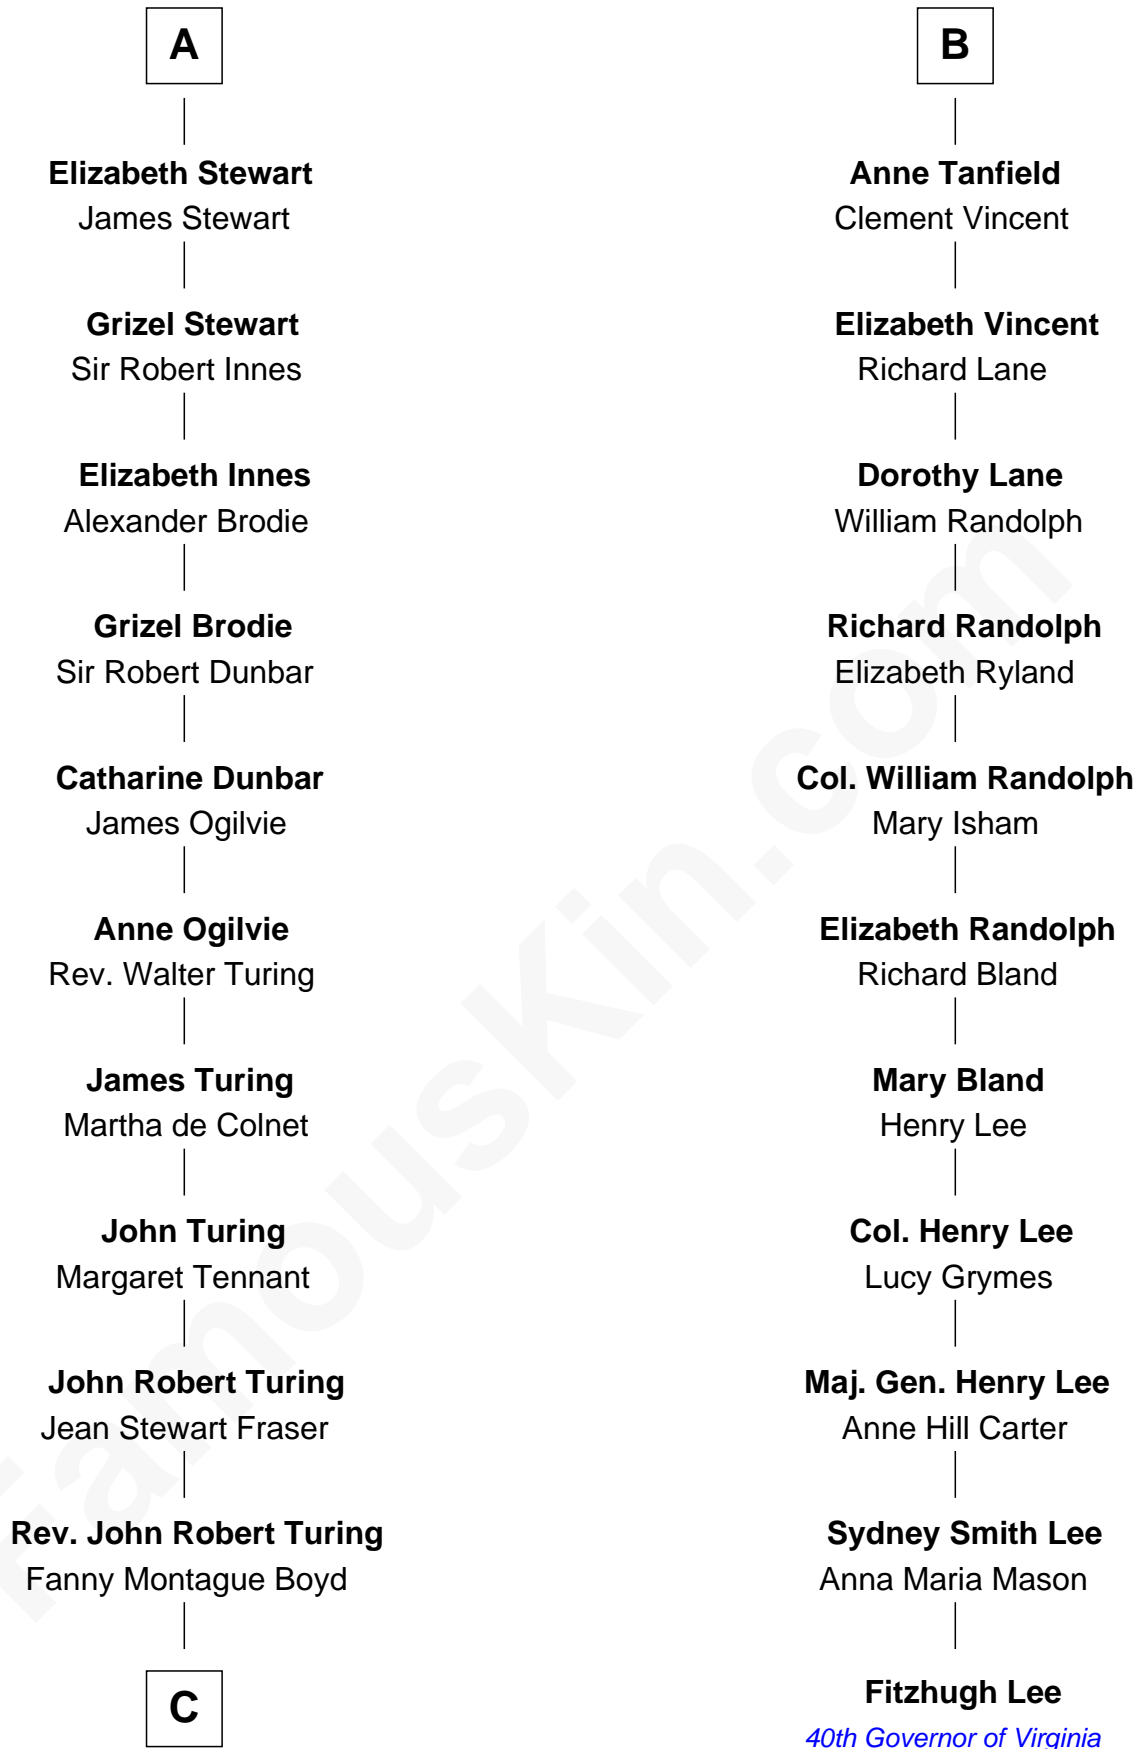 A
Elizabeth Stewart
James Stewart
Grizel Stewart
Sir Robert Innes
Elizabeth Innes
Alexander Brodie
Grizel Brodie
Sir Robert Dunbar
Catharine Dunbar
James Ogilvie
Anne Ogilvie
Rev. Walter Turing
James Turing
Martha de Colnet
John Turing
Margaret Tennant
John Robert Turing
Jean Stewart Fraser
Rev. John Robert Turing
Fanny Montague Boyd
C
B
Anne Tanfield
Clement Vincent
Elizabeth Vincent
Richard Lane
Dorothy Lane
William Randolph
Richard Randolph
Elizabeth Ryland
Col. William Randolph
Mary Isham
Elizabeth Randolph
Richard Bland
Mary Bland
Henry Lee
Col. Henry Lee
Lucy Grymes
Maj. Gen. Henry Lee
Anne Hill Carter
Sydney Smith Lee
Anna Maria Mason
Fitzhugh Lee
40th Governor of Virginia
FamousKin.com